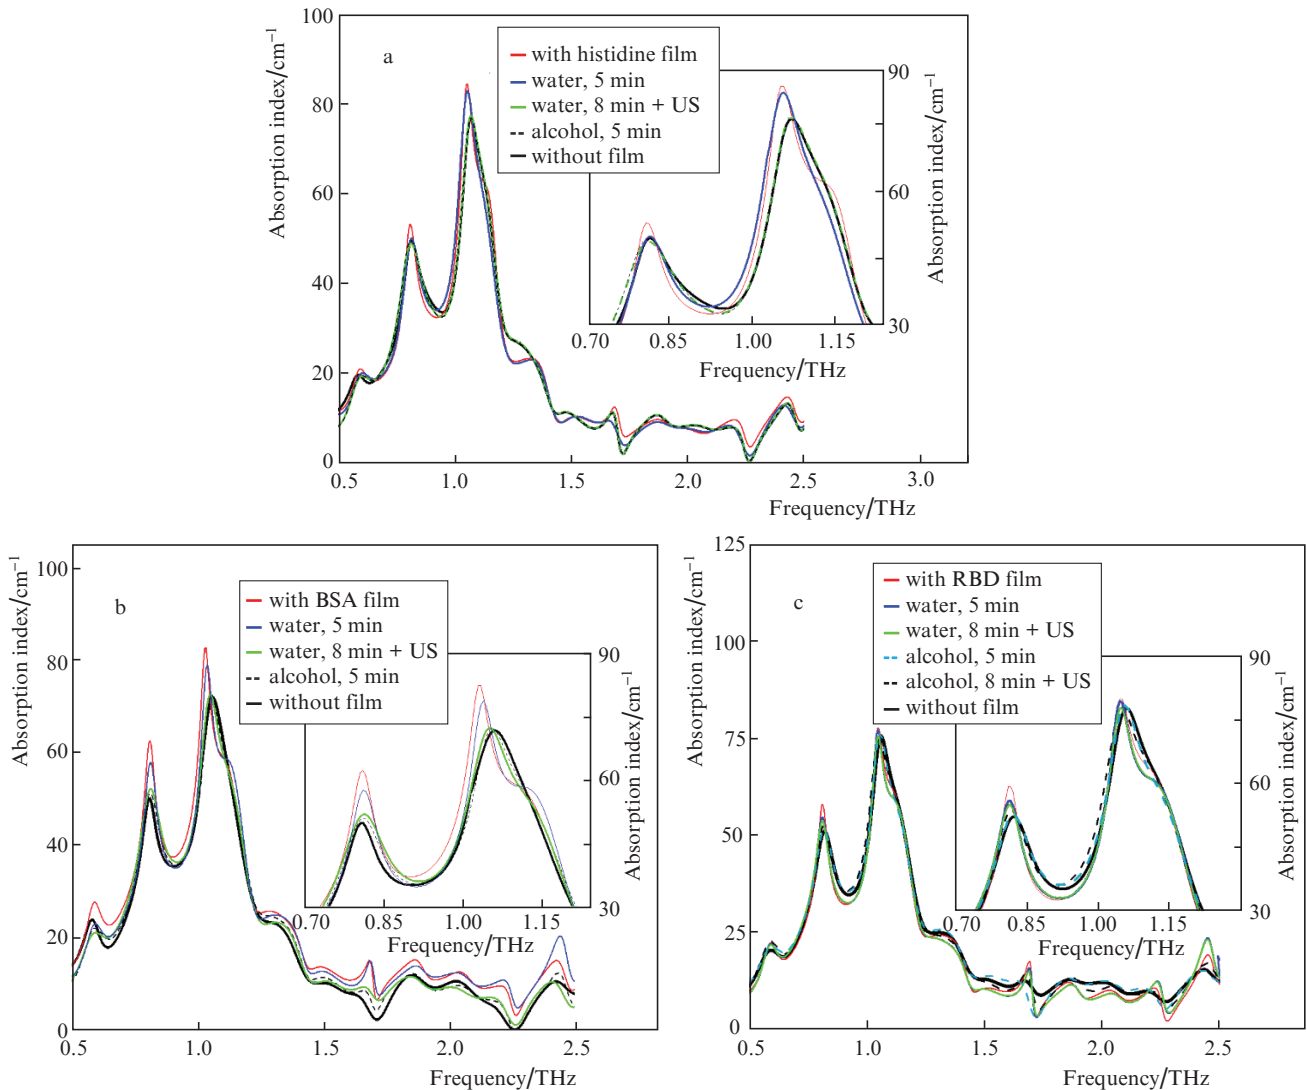 Absorption index/cm⁻¹
100
80
60
40
20
0
a
with histidine film
water, 5 min
water, 8 min + US
alcohol, 5 min
without film
90
60
30
Absorption index/cm⁻¹
0.70 0.85 1.00 1.15
Frequency/THz
0.5 1.0 1.5 2.0 2.5 3.0
Frequency/THz
Absorption index/cm⁻¹
100
80
60
40
20
0
b
with BSA film
water, 5 min
water, 8 min + US
alcohol, 5 min
without film
90
60
30
Absorption index/cm⁻¹
0.70 0.85 1.00 1.15
Frequency/THz
0.5 1.0 1.5 2.0 2.5
Frequency/THz
Absorption index/cm⁻¹
125
100
75
50
25
0
c
with RBD film
water, 5 min
water, 8 min + US
alcohol, 5 min
alcohol, 8 min + US
without film
90
60
30
Absorption index/cm⁻¹
0.70 0.85 1.00 1.15
Frequency/THz
0.5 1.0 1.5 2.0 2.5
Frequency/THz